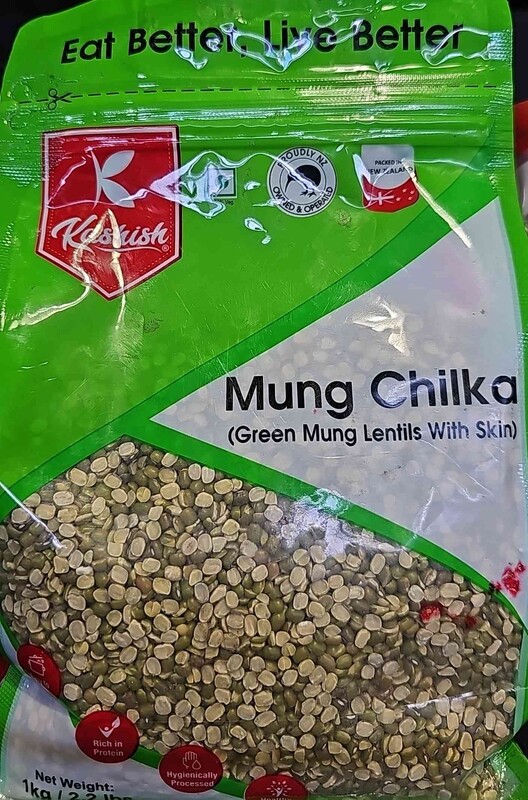 Eat Better, Live Better
Kashish
PROUDLY NZ
OWNED & OPERATED
PACKED IN
NEW ZEALAND
Mung Chilka
(Green Mung Lentils With Skin)
Rich in
Protein
Hygienically
Processed
Net Weight:
1kg / 2.2 lbs